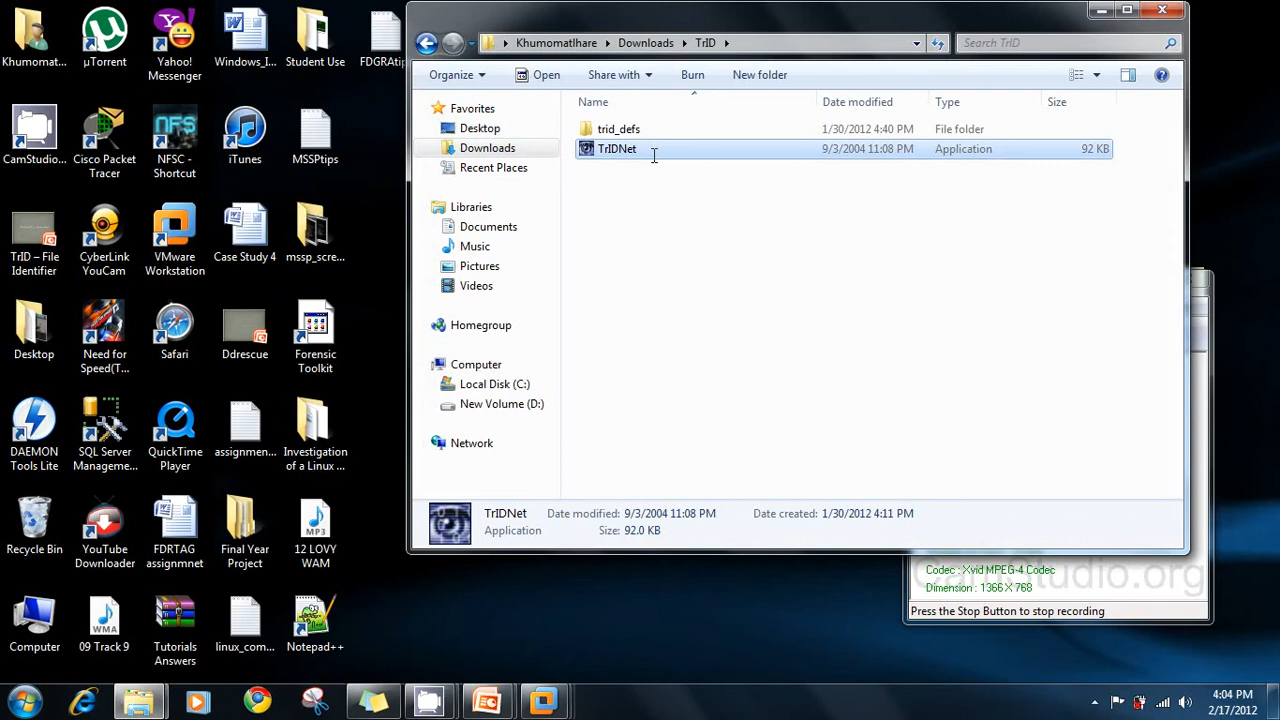 Khumomat...
µTorrent
Yahoo!
Messenger
Windows_I...
Student Use
FDGRAtip
CamStudio...
Cisco Packet
Tracer
NFSC -
Tricks
iTunes
MSSPtips
TrID – File
Identifier
CyberLink
YouCam
VMware
Workstation
Case Study 4
mssp_scre...
Desktop
Need for
Speed(T...
Safari
Ddrescue
Forensic
Toolkit
DAEMON
Tools Lite
SQL Server
Manageme...
QuickTime
Player
assignmen...
Investigation
of a Linux ...
Recycle Bin
YouTube
Downloader
FDRTAG
assignmnet
Final Year
Project
12 LOVY
WAM
Computer
09 Track 9
Tutorials
Answers
linux_com...
Notepad++
Khumomatlhare
Downloads
TrID
Search TrID
Organize
Open
Share with
Burn
New folder
Name
Date modified
Type
Size
trid_defs
1/30/2012 4:40 PM
File folder
TrIDNet
9/3/2004 11:08 PM
Application
92 KB
Favorites
Desktop
Downloads
Recent Places
Libraries
Documents
Music
Pictures
Videos
Homegroup
Computer
Local Disk (C:)
New Volume (D:)
Network
TrIDNet
Date modified: 9/3/2004 11:08 PM
Date created: 1/30/2012 4:11 PM
Application
Size: 92.0 KB
Codec : Xvid MPEG-4 Codec
Dimension : 1366 X 768
CamStudio.org
Press the Stop Button to stop recording
4:04 PM
2/17/2012